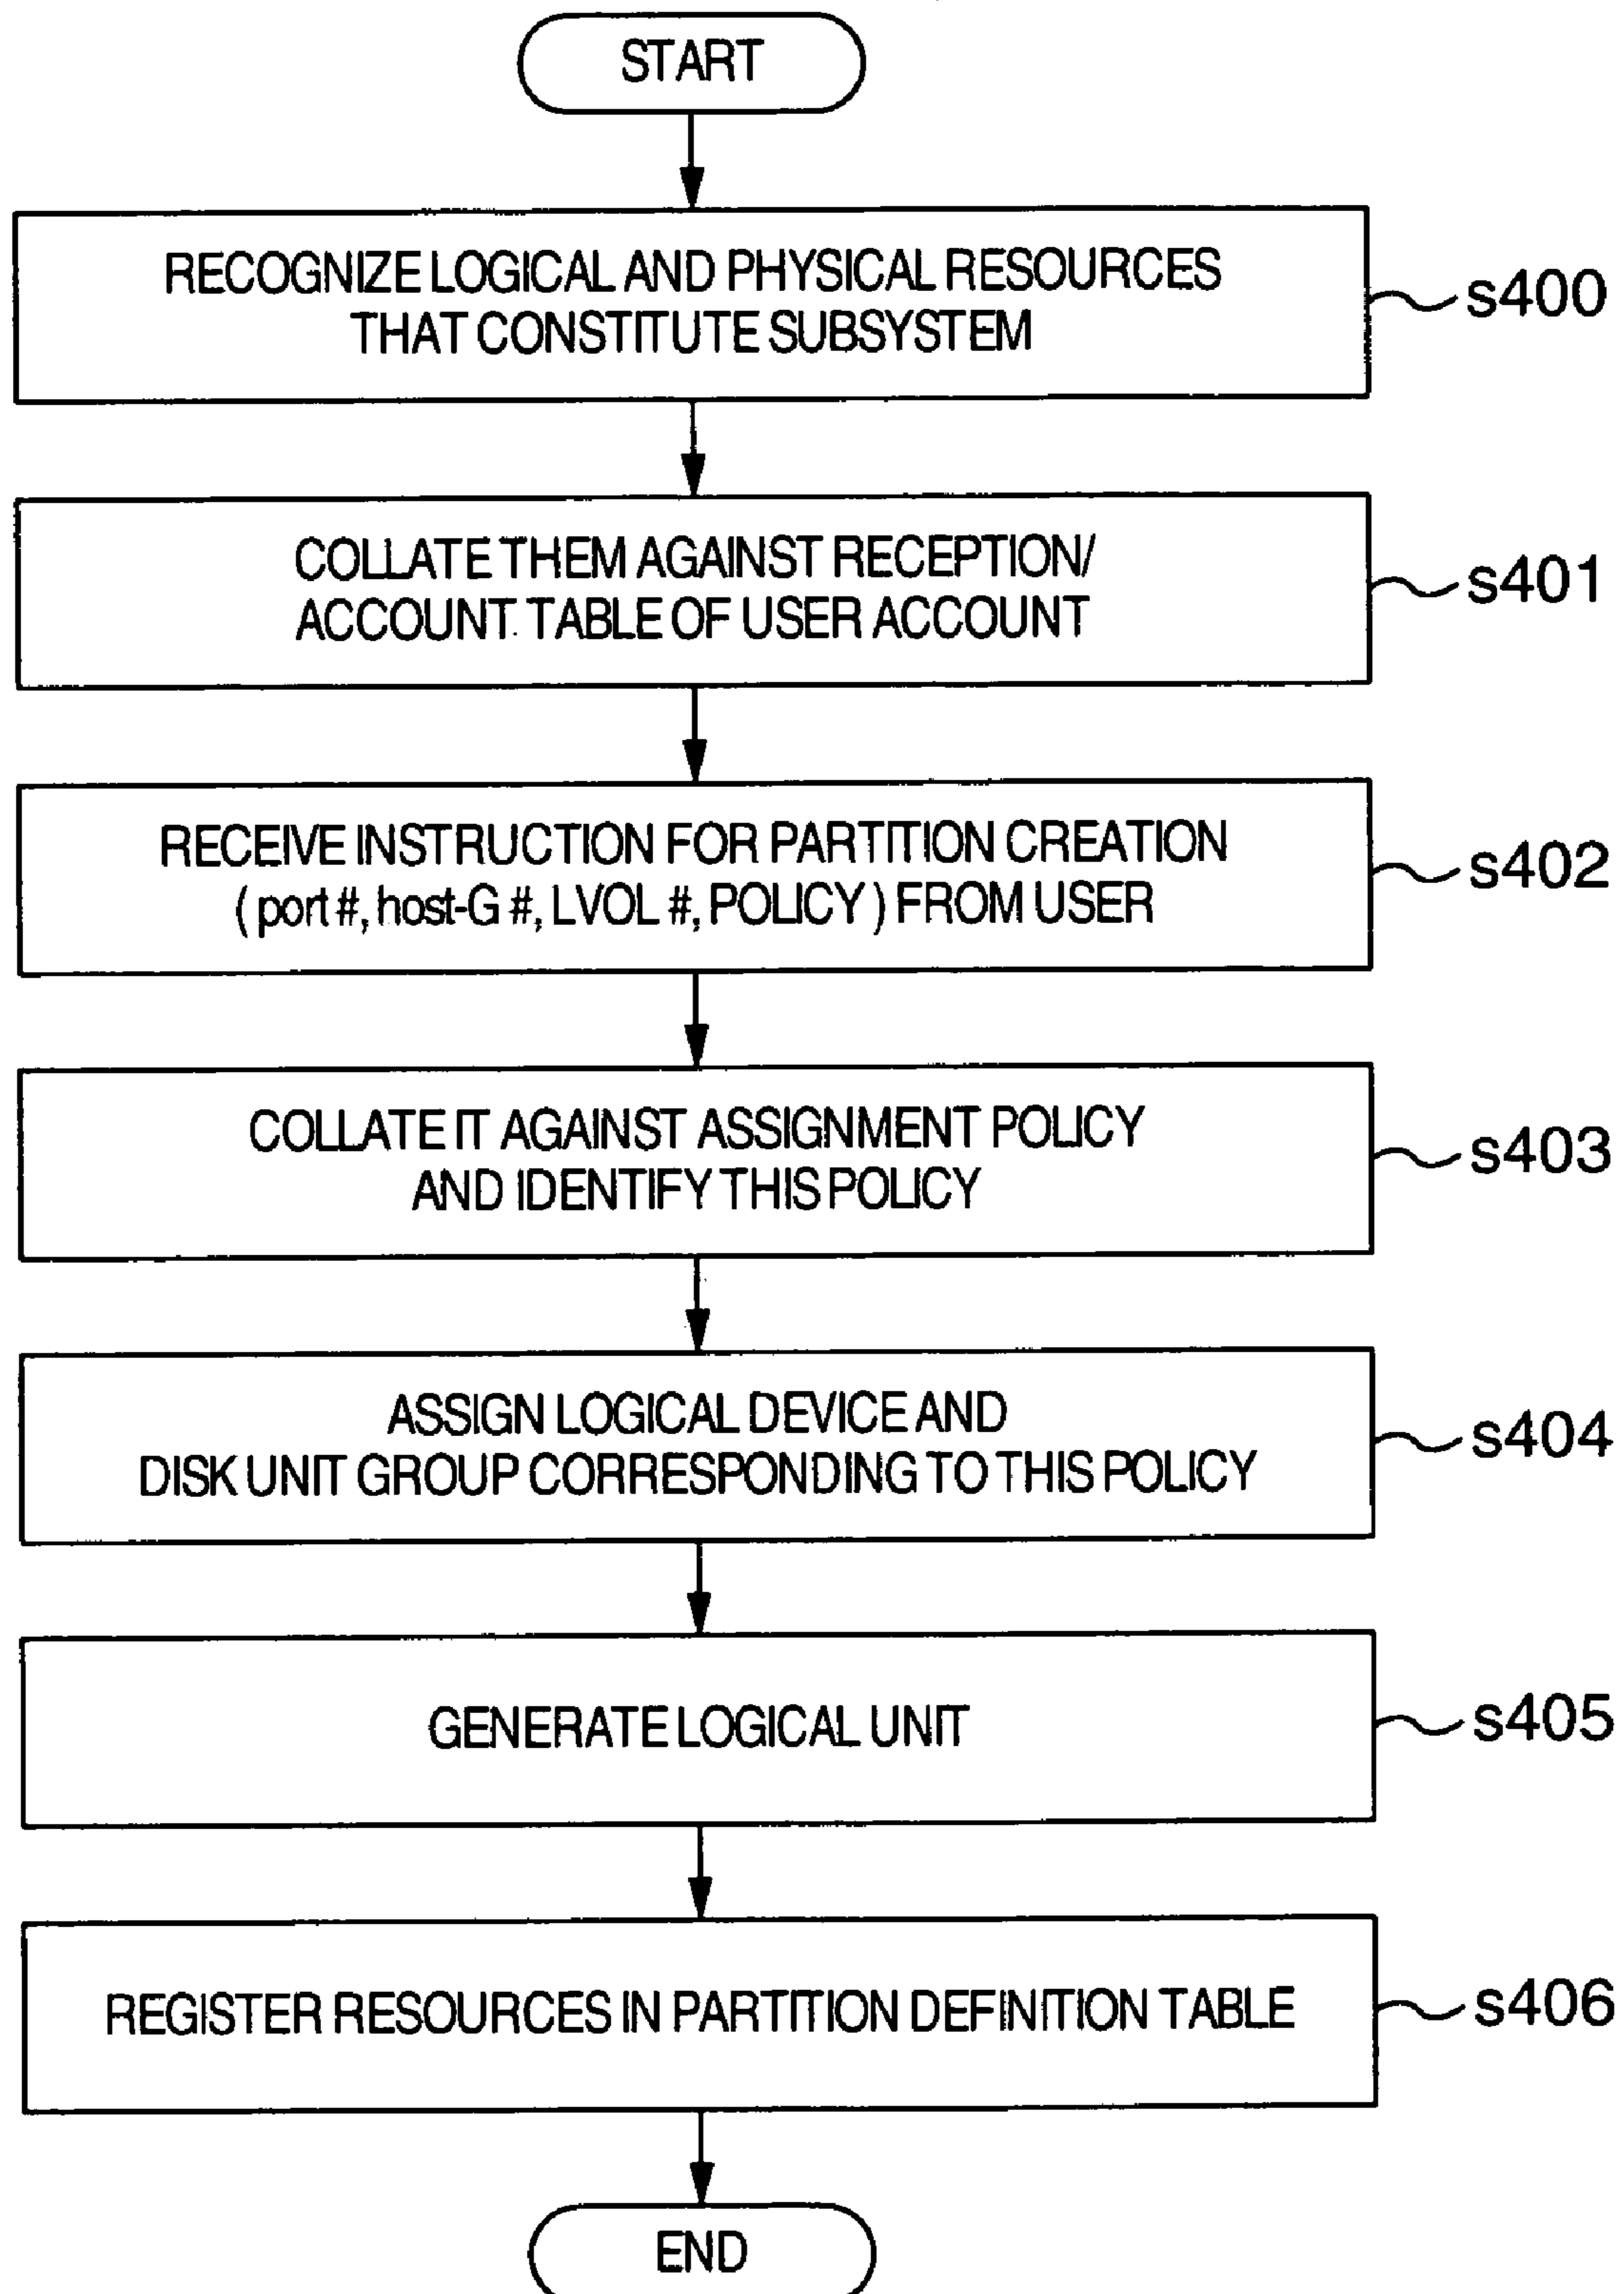 START
RECOGNIZE LOGICAL AND PHYSICAL RESOURCES
THAT CONSTITUTE SUBSYSTEM
s400
COLLATE THEM AGAINST RECEPTION/
ACCOUNT TABLE OF USER ACCOUNT
s401
RECEIVE INSTRUCTION FOR PARTITION CREATION
( port #, host-G #, LVOL #, POLICY ) FROM USER
s402
COLLATE IT AGAINST ASSIGNMENT POLICY
AND IDENTIFY THIS POLICY
s403
ASSIGN LOGICAL DEVICE AND
DISK UNIT GROUP CORRESPONDING TO THIS POLICY
s404
GENERATE LOGICAL UNIT
s405
REGISTER RESOURCES IN PARTITION DEFINITION TABLE
s406
END